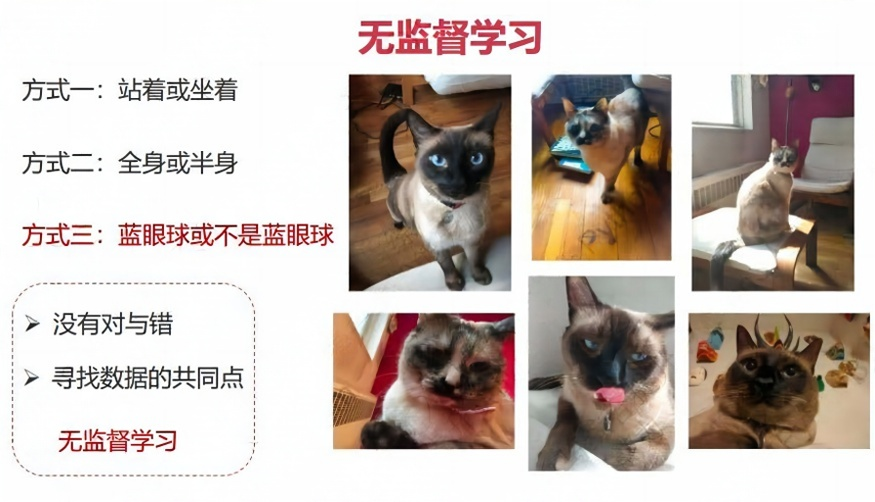 无监督学习
方式一：站着或坐着
方式二：全身或半身
方式三：蓝眼球或不是蓝眼球
➢ 没有对与错
➢ 寻找数据的共同点
无监督学习